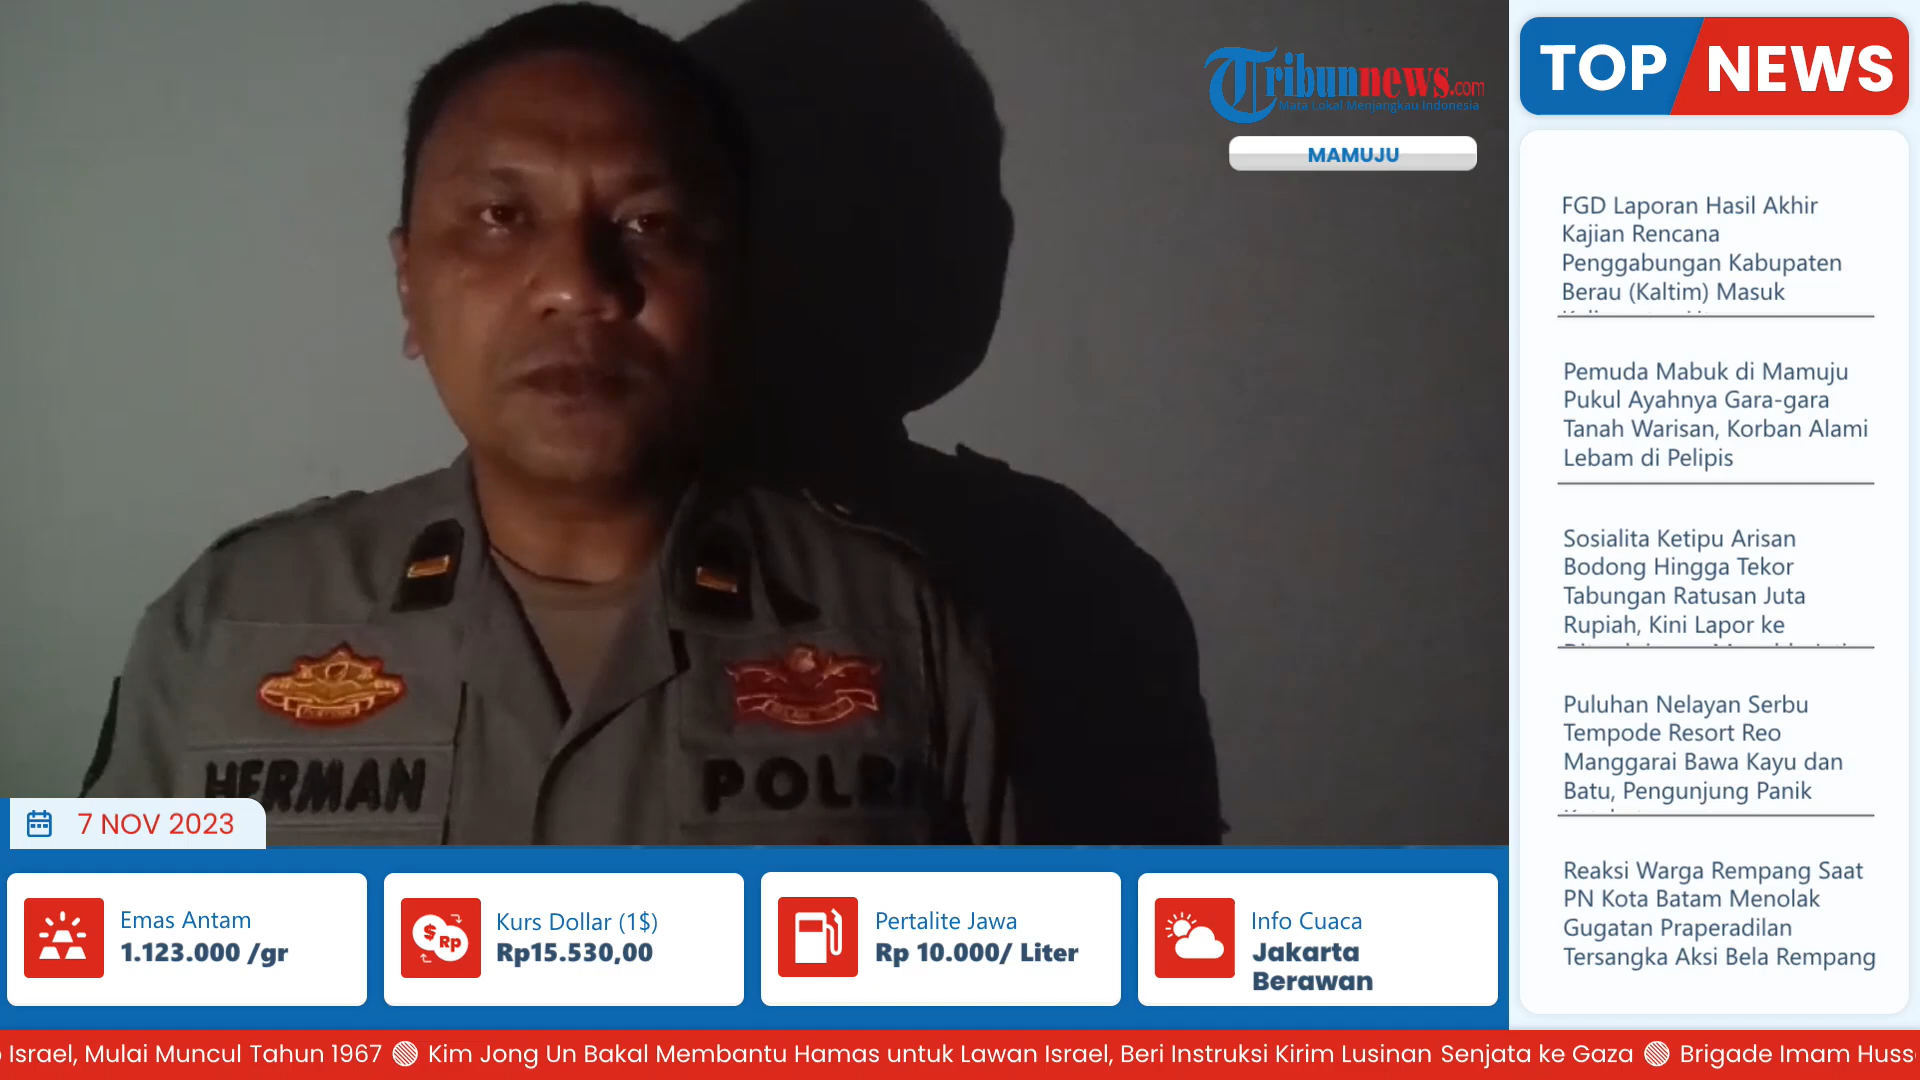 Tribunnews.com
Mata Lokal Menjangkau Indonesia
MAMUJU
HERMAN
POLRI
7 NOV 2023
Emas Antam
1.123.000 /gr
Kurs Dollar (1$)
Rp15.530,00
Pertalite Jawa
Rp 10.000/ Liter
Info Cuaca
Jakarta
Berawan
TOP NEWS
FGD Laporan Hasil Akhir
Kajian Rencana
Penggabungan Kabupaten
Berau (Kaltim) Masuk
Pemuda Mabuk di Mamuju
Pukul Ayahnya Gara-gara
Tanah Warisan, Korban Alami
Lebam di Pelipis
Sosialita Ketipu Arisan
Bodong Hingga Tekor
Tabungan Ratusan Juta
Rupiah, Kini Lapor ke
Puluhan Nelayan Serbu
Tempode Resort Reo
Manggarai Bawa Kayu dan
Batu, Pengunjung Panik
Reaksi Warga Rempang Saat
PN Kota Batam Menolak
Gugatan Praperadilan
Tersangka Aksi Bela Rempang
Israel, Mulai Muncul Tahun 1967 Kim Jong Un Bakal Membantu Hamas untuk Lawan Israel, Beri Instruksi Kirim Lusinan Senjata ke Gaza Brigade Imam Huss